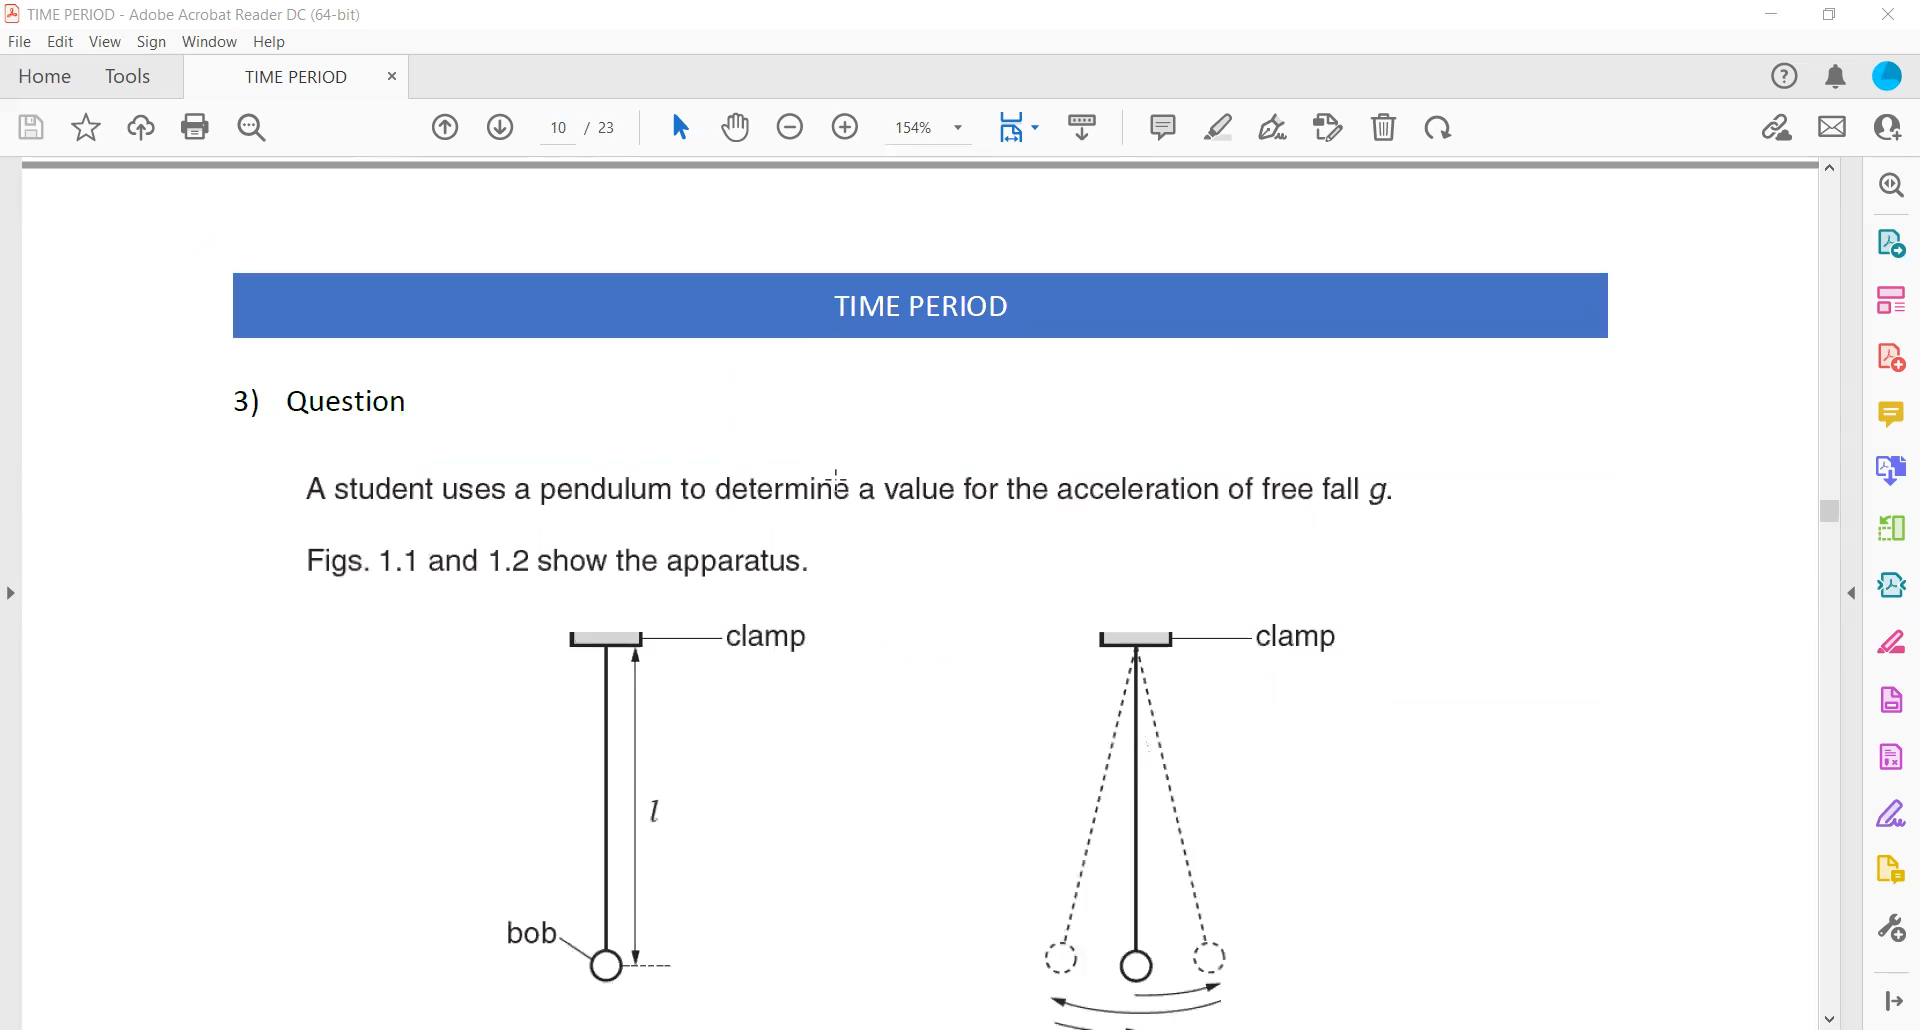 TIME PERIOD - Adobe Acrobat Reader DC (64-bit)
File Edit View Sign Window Help
Home Tools TIME PERIOD ×
10 / 23 154%
TIME PERIOD
3) Question
A student uses a pendulum to determine a value for the acceleration of free fall g.
Figs. 1.1 and 1.2 show the apparatus.
clamp clamp
l
bob